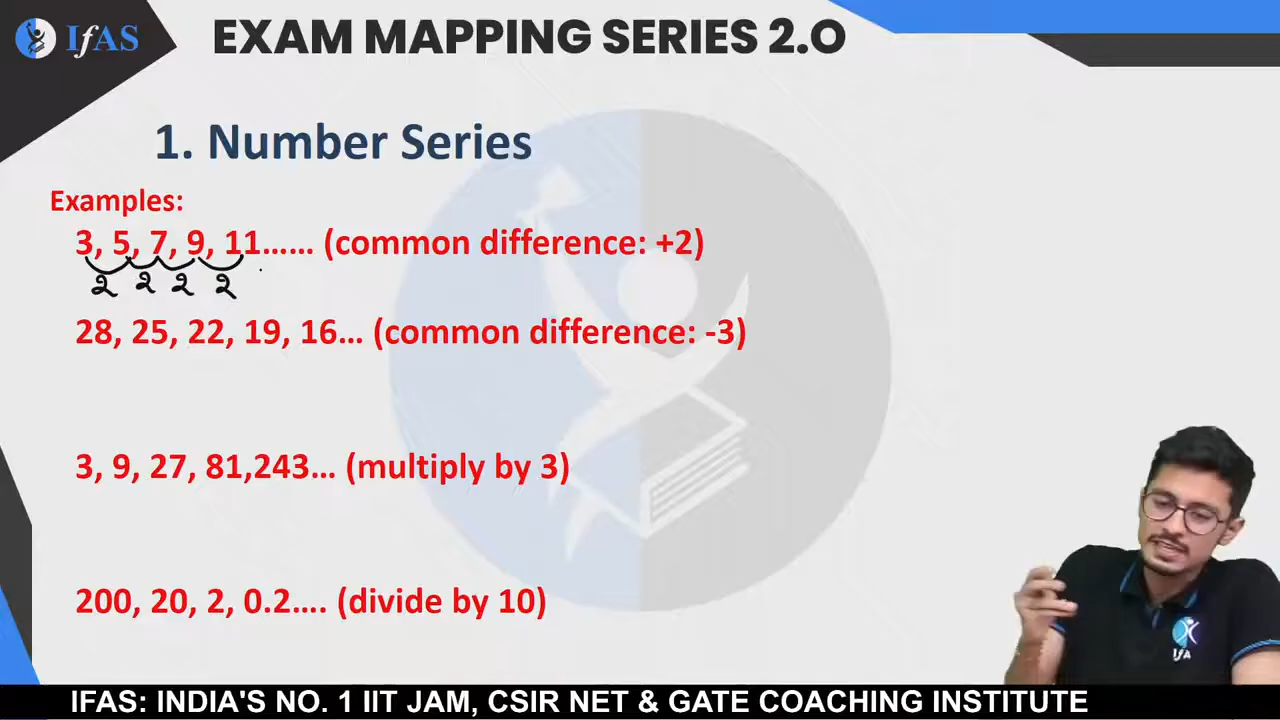 IfAS
EXAM MAPPING SERIES 2.O
1. Number Series
Examples:
3, 5, 7, 9, 11…… (common difference: +2)
2 2 2 2
28, 25, 22, 19, 16… (common difference: -3)
3, 9, 27, 81,243… (multiply by 3)
200, 20, 2, 0.2…. (divide by 10)
IfA
IFAS: INDIA'S NO. 1 IIT JAM, CSIR NET & GATE COACHING INSTITUTE